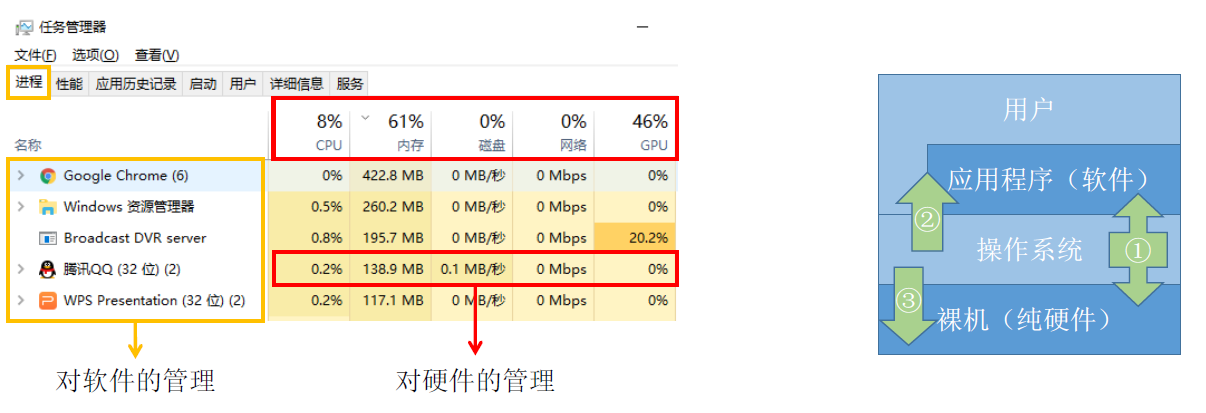 任务管理器
文件(F) 选项(O) 查看(V)
进程 性能 应用历史记录 启动 用户 详细信息 服务
8% 61% 0% 0% 46%
名称 CPU 内存 磁盘 网络 GPU
Google Chrome (6) 0% 422.8 MB 0 MB/秒 0 Mbps 0%
Windows 资源管理器 0.5% 260.2 MB 0 MB/秒 0 Mbps 0%
Broadcast DVR server 0.8% 195.7 MB 0 MB/秒 0 Mbps 20.2%
腾讯QQ (32 位) (2) 0.2% 138.9 MB 0.1 MB/秒 0 Mbps 0%
WPS Presentation (32 位) (2) 0.2% 117.1 MB 0 MB/秒 0 Mbps 0%
对软件的管理
对硬件的管理
用户
应用程序（软件）
②
操作系统
①
③
裸机（纯硬件）